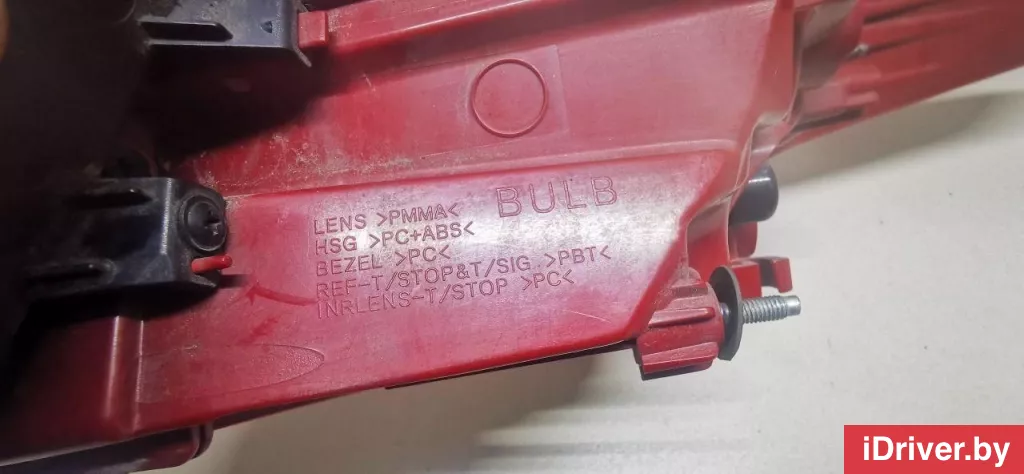 BULB
LENS >PMMA<
HSG >PC+ABS<
BEZEL >PC<
REF-T/STOP&T/SIG. >PBT<
INRLENS-T/STOP >PC<
iDriver.by